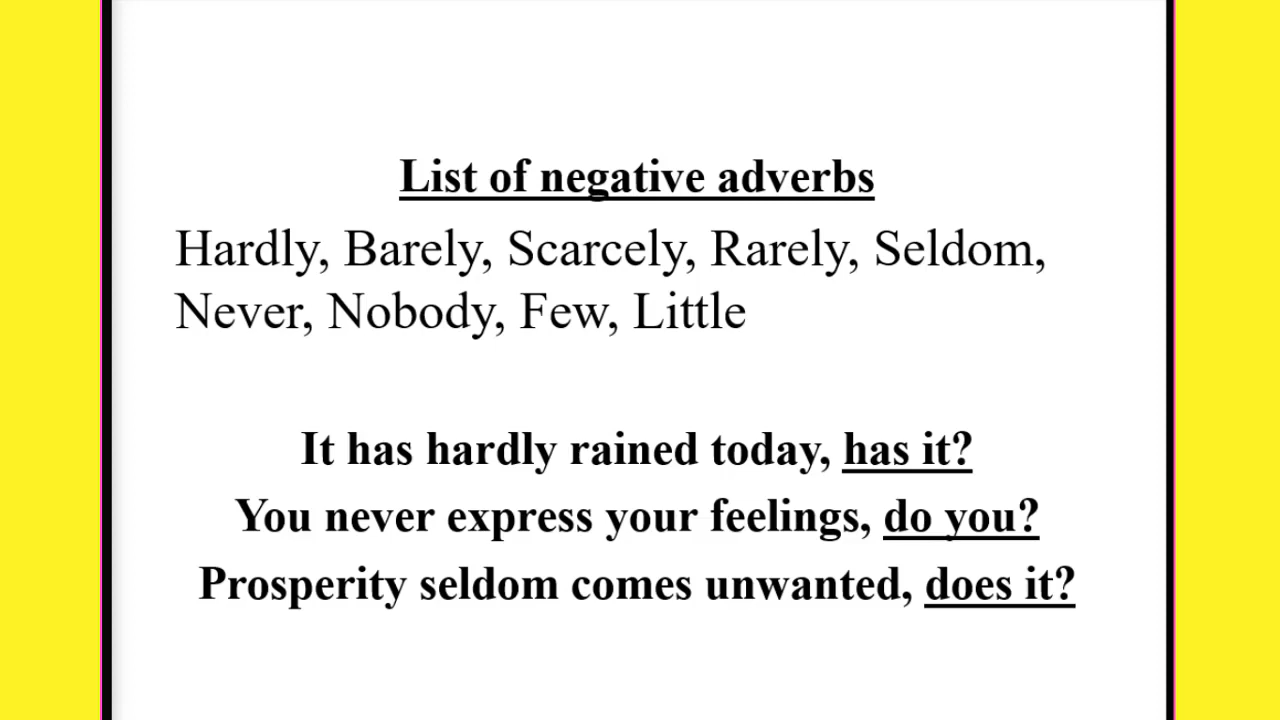 List of negative adverbs
Hardly, Barely, Scarcely, Rarely, Seldom,
Never, Nobody, Few, Little
It has hardly rained today, has it?
You never express your feelings, do you?
Prosperity seldom comes unwanted, does it?